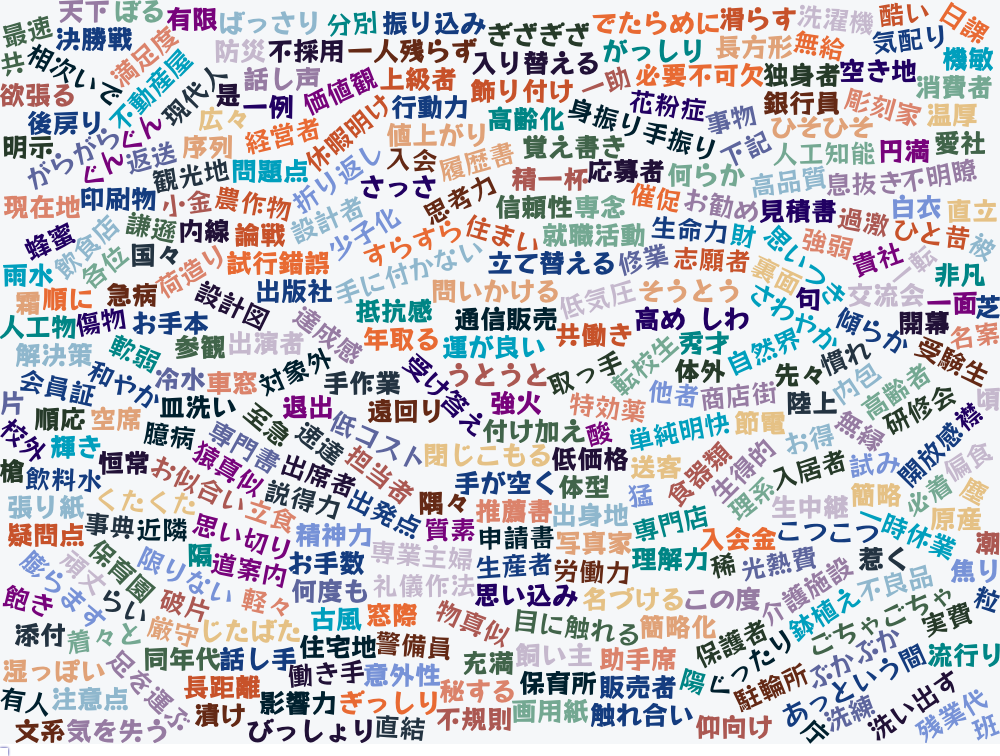 天下
ぼる
有限
ばっさり
分別
振り込み
ぎざぎざ
でたらめに
滑らす
洗濯機
酷い
日課
最速
決勝戦
満足度
防災
不採用
一人残らず
入り替える
がっしり
長方形
無給
気配り
機敏
共
相次いで
不動産屋
現代人
話し声
価値観
上級者
飾り付け
一助
必要不可欠
独身者
空き地
消費者
欲張る
是
一例
休暇明け
行動力
高齢化
身振り手振り
花粉症
事物
銀行員
彫刻家
温厚
後戻り
ぐんぐん
広々
経営者
値上がり
下記
ひそひそ
明示
がらがら
返送
序列
折り返し
入会
履歴書
覚え書き
人工知能
円満
愛社
観光地
問題点
さっさ
思考力
精一杯
応募者
何らか
高品質
息抜き
不明瞭
現在地
印刷物
小金
農作物
設計者
信頼性
専念
催促
お勧め
見積書
過激
白衣
直立
蜂蜜
飲食店
謙遜
内線
論戦
少子化
すらすら
住まい
就職活動
生命力
財
思いつき
強弱
ひと昔
被
各位
国々
荷造り
試行錯誤
手に付かない
立て替える
修業
志願者
裏面
貴社
一転
雨水
非凡
霜
順に
急病
設計図
出版社
抵抗感
問いかける
低気圧
そうとう
さわやか
句
交流会
一面
芝
人工物
傷物
お手本
達成感
通信販売
高め
しわ
傾らか
開幕
名案
解決策
軟弱
参観
出演者
年取る
運が良い
共働き
秀才
自然界
慣れ
受験生
会員証
和やか
冷水
車窓
対象外
手作業
受け答え
うとうと
取っ手
転校生
体外
先々
内包
高齢者
片
順応
空席
皿洗い
至急
退出
遠回り
強火
特効薬
他者
商店街
陸上
研修会
襟
頃
校外
輝き
臆病
専門書
速達
低コスト
付け加え
酸
単純明快
節電
お得
無縁
開放感
槍
飲料水
恒常
お似合い
猿真似
出席者
担当者
閉じこもる
低価格
送客
食器類
生得的
入居者
試み
偏食
張り紙
くたくた
立食
説得力
出発点
隅々
手が空く
体型
猛
理系
生中継
簡略
必着
塵
疑問点
事典
近隣
思い切り
精神力
質素
推薦書
出身地
専門店
入会金
こつこつ
一時休業
原産
潮
膨らます
頑丈
保育園
限りない
隔
道案内
お手数
専業主婦
申請書
写真家
理解力
稀
光熱費
惹く
焦り
飽き
らい
破片
軽々
何度も
礼儀作法
生産者
労働力
思い込み
名づける
この度
介護施設
不良品
粒
添付
着々と
厳守
じたばた
古風
窓際
物真似
目に触れる
簡略化
保護者
鉢植え
ごちゃごちゃ
実費
湿っぽい
足を運ぶ
同年代
話し手
住宅地
警備員
働き手
意外性
充満
飼い主
助手席
陽
ぐったり
ぷかぷか
あっという間
流行り
有人
注意点
長距離
影響力
ぎっしり
秘する
保育所
販売者
駐輪所
文系
気を失う
漬け
びっしょり
直結
不規則
画用紙
触れ合い
仰向け
庁
洗練
洗い出す
残業代
班